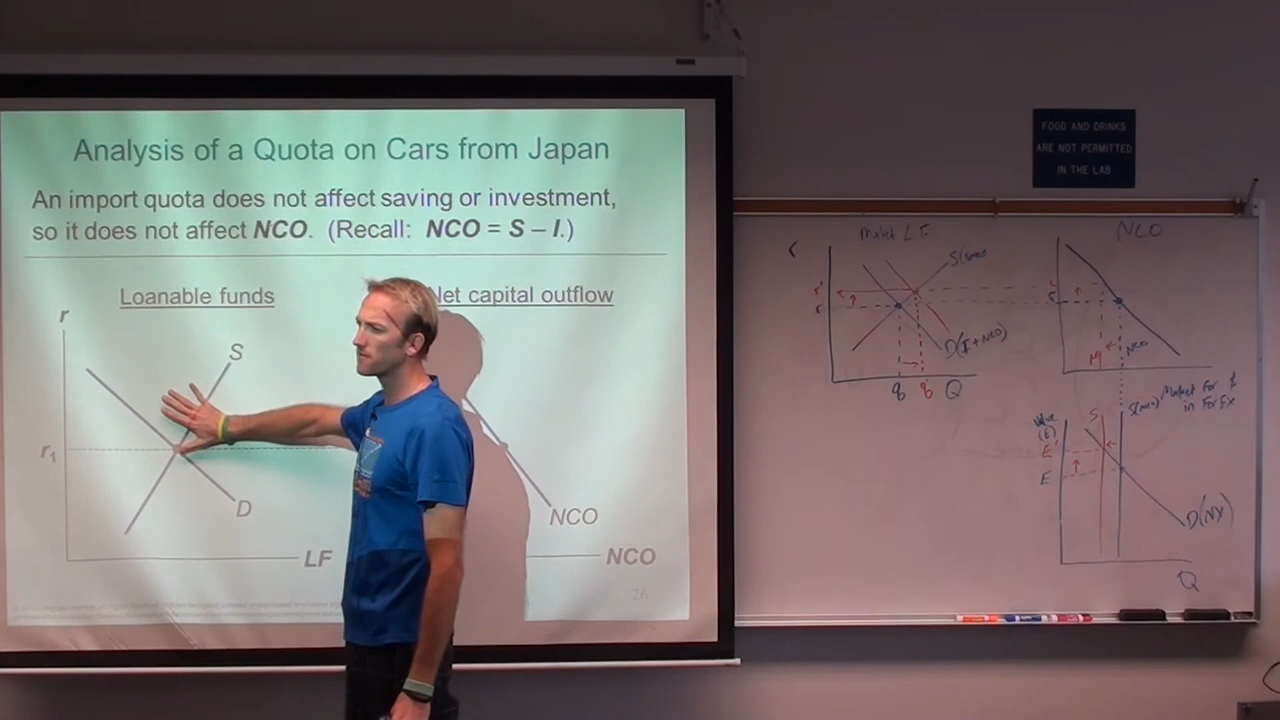 Analysis of a Quota on Cars from Japan
An import quota does not affect saving or investment,
so it does not affect NCO. (Recall: NCO = S – I.)
Loanable funds
Net capital outflow
r
S
r1
D
LF
NCO
NCO
26
FOOD AND DRINKS
ARE NOT PERMITTED
IN THE LAB
Market LF
r'
r
D(I+NCO)
q q Q
NCO
r
NCO
Market for $
in ForEx
S
(E)
E'
E
D(NX)
Q